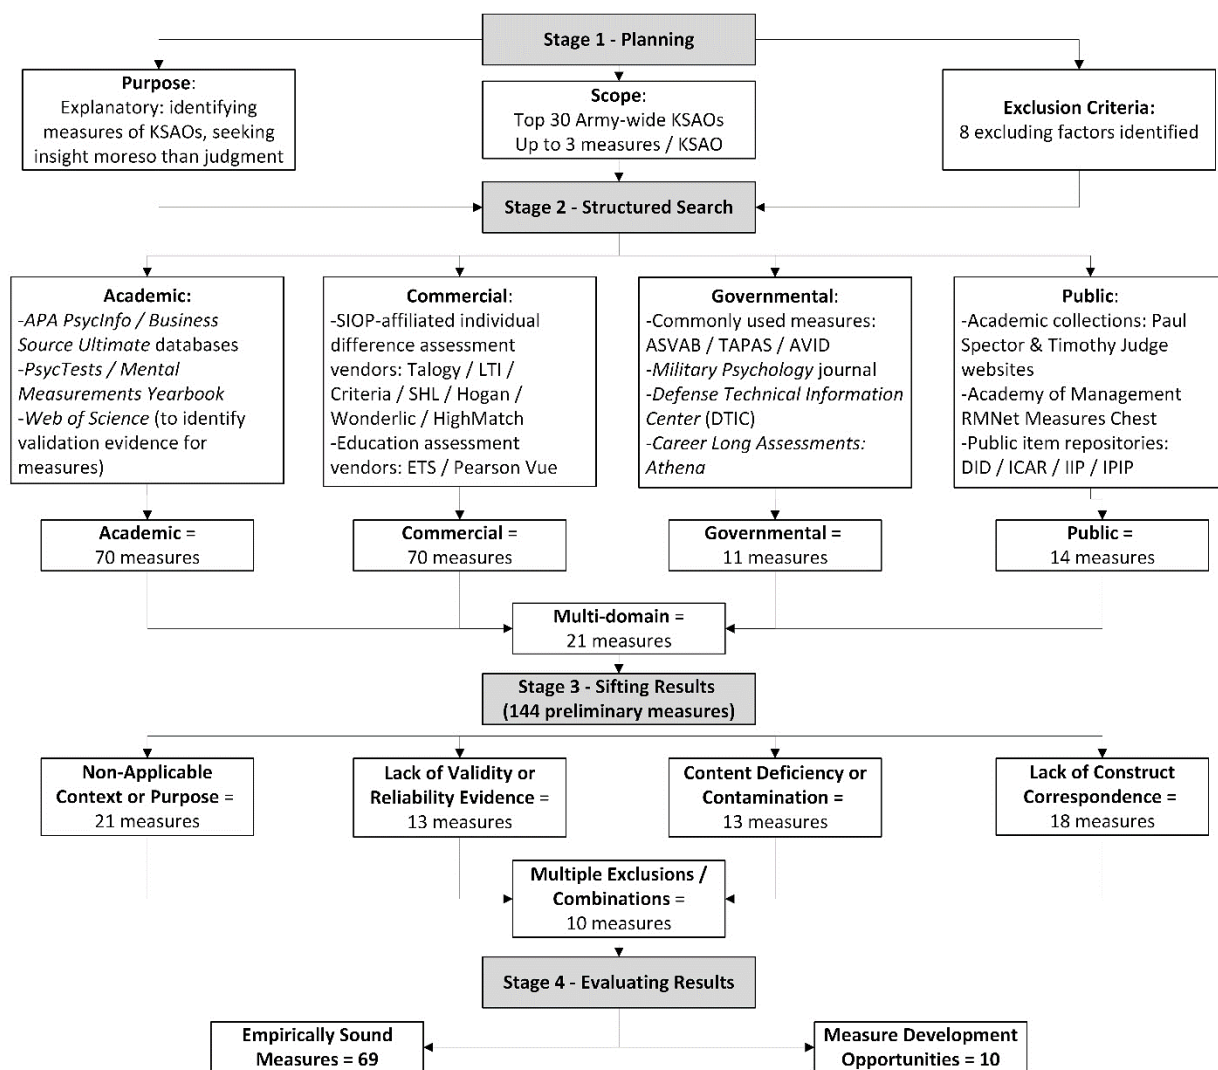 Stage 1 - Planning
Purpose:
Explanatory: identifying
measures of KSAOs, seeking
insight moreso than judgment
Scope:
Top 30 Army-wide KSAOs
Up to 3 measures / KSAO
Exclusion Criteria:
8 excluding factors identified
Stage 2 - Structured Search
Academic:
-APA PsycInfo / Business
Source Ultimate databases
-PsycTests / Mental
Measurements Yearbook
-Web of Science (to identify
validation evidence for
measures)
Commercial:
-SIOP-affiliated individual
difference assessment
vendors: Talogy / LTI /
Criteria / SHL / Hogan /
Wonderlic / HighMatch
-Education assessment
vendors: ETS / Pearson Vue
Governmental:
-Commonly used measures:
ASVAB / TAPAS / AVID
-Military Psychology journal
-Defense Technical Information
Center (DTIC)
-Career Long Assessments:
Athena
Public:
-Academic collections: Paul
Spector & Timothy Judge
websites
-Academy of Management
RMNet Measures Chest
-Public item repositories:
DID / ICAR / IIP / IPIP
Academic =
70 measures
Commercial =
70 measures
Governmental =
11 measures
Public =
14 measures
Multi-domain =
21 measures
Stage 3 - Sifting Results
(144 preliminary measures)
Non-Applicable
Context or Purpose =
21 measures
Lack of Validity or
Reliability Evidence =
13 measures
Content Deficiency or
Contamination =
13 measures
Lack of Construct
Correspondence =
18 measures
Multiple Exclusions /
Combinations =
10 measures
Stage 4 - Evaluating Results
Empirically Sound
Measures = 69
Measure Development
Opportunities = 10